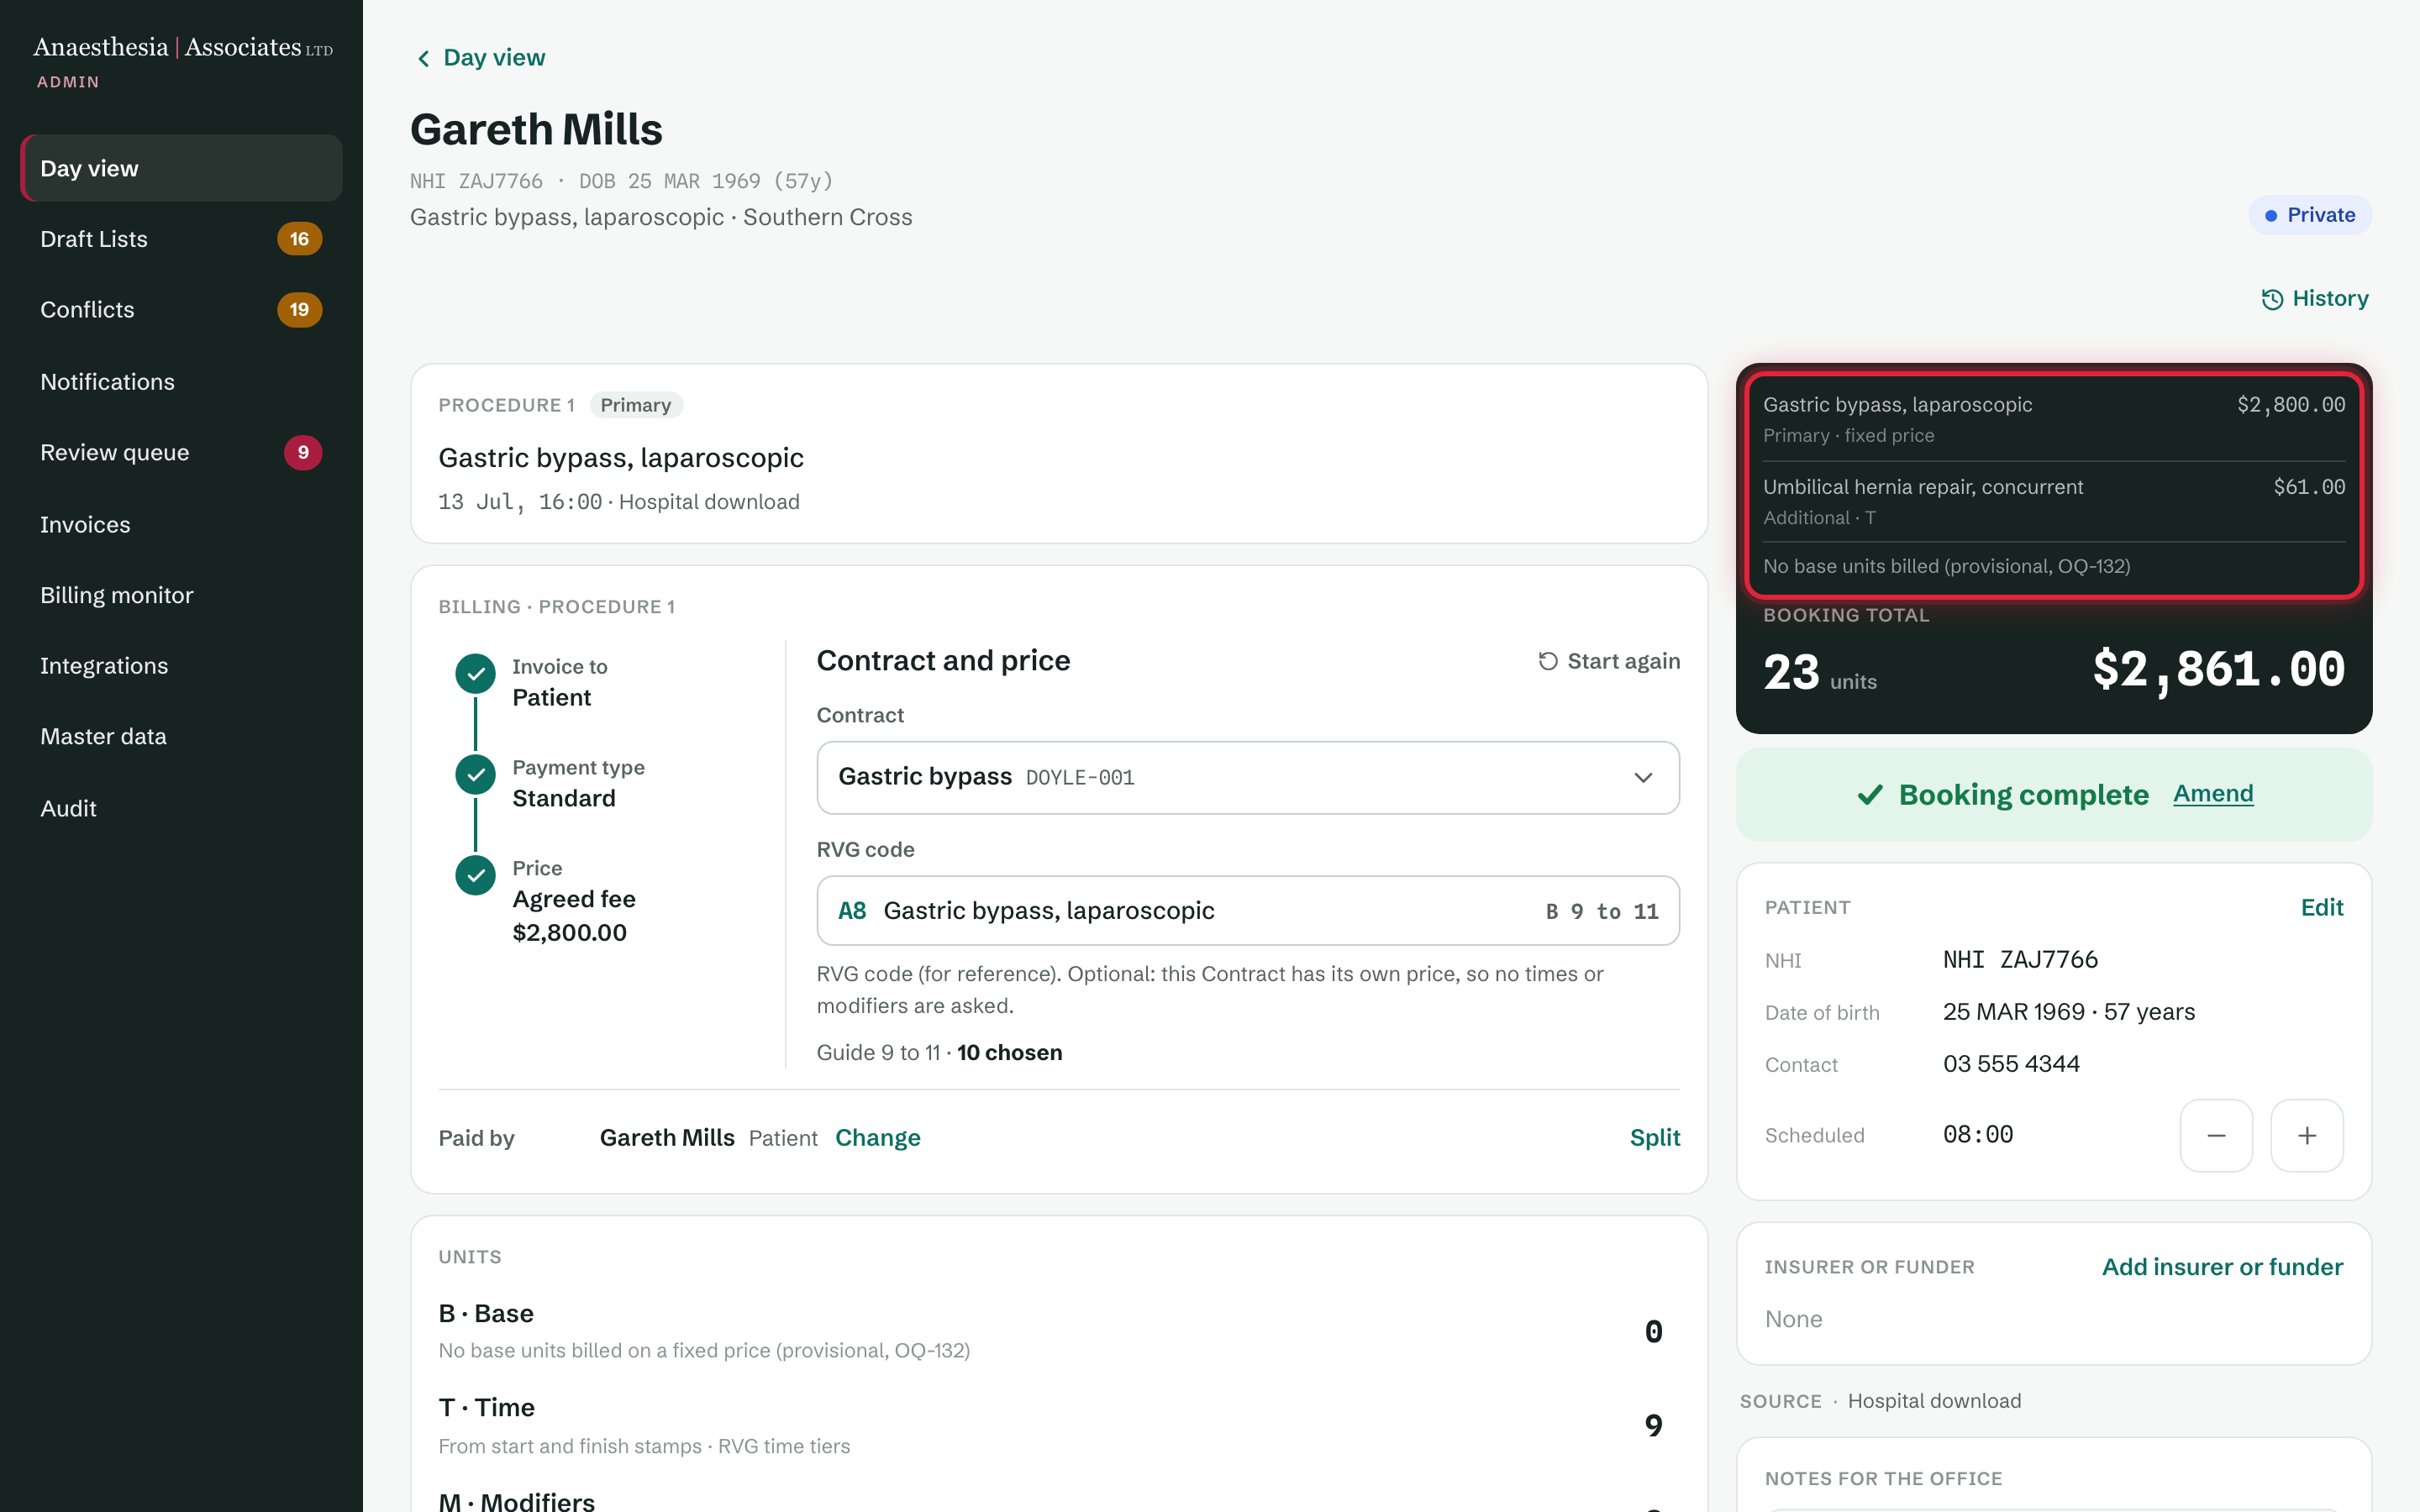 Anaesthesia | Associates LTD
ADMIN
Day view
Draft Lists 16
Conflicts 19
Notifications
Review queue 9
Invoices
Billing monitor
Integrations
Master data
Audit
Day view
Gareth Mills
NHI ZAJ7766 · DOB 25 MAR 1969 (57y)
Gastric bypass, laparoscopic · Southern Cross
Private
History
PROCEDURE 1 Primary
Gastric bypass, laparoscopic
13 Jul, 16:00 · Hospital download
BILLING · PROCEDURE 1
Invoice to
Patient
Payment type
Standard
Price
Agreed fee
$2,800.00
Contract and price
Start again
Contract
Gastric bypass DOYLE-001
RVG code
A8 Gastric bypass, laparoscopic B 9 to 11
RVG code (for reference). Optional: this Contract has its own price, so no times or
modifiers are asked.
Guide 9 to 11 · 10 chosen
Paid by Gareth Mills Patient Change Split
UNITS
B · Base 0
No base units billed on a fixed price (provisional, OQ-132)
T · Time 9
From start and finish stamps · RVG time tiers
M · Modifiers
Gastric bypass, laparoscopic $2,800.00
Primary · fixed price
Umbilical hernia repair, concurrent $61.00
Additional · T
No base units billed (provisional, OQ-132)
BOOKING TOTAL
23 units $2,861.00
Booking complete Amend
PATIENT Edit
NHI NHI ZAJ7766
Date of birth 25 MAR 1969 · 57 years
Contact 03 555 4344
Scheduled 08:00
INSURER OR FUNDER Add insurer or funder
None
SOURCE · Hospital download
NOTES FOR THE OFFICE